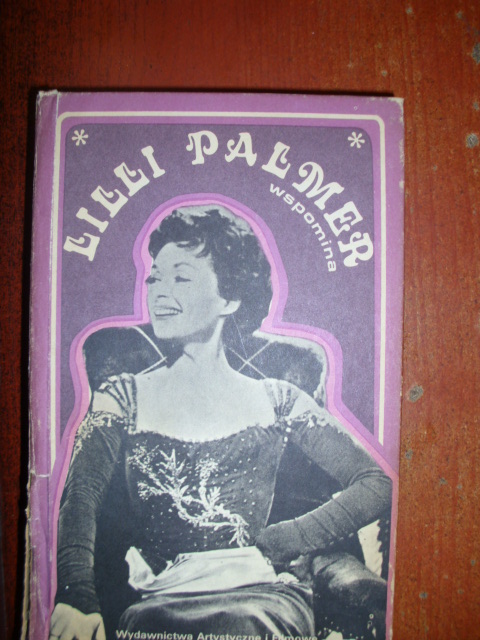 * LILLI PALMER *
wspomina
Wydawnictwa Artystyczne i Filmowe